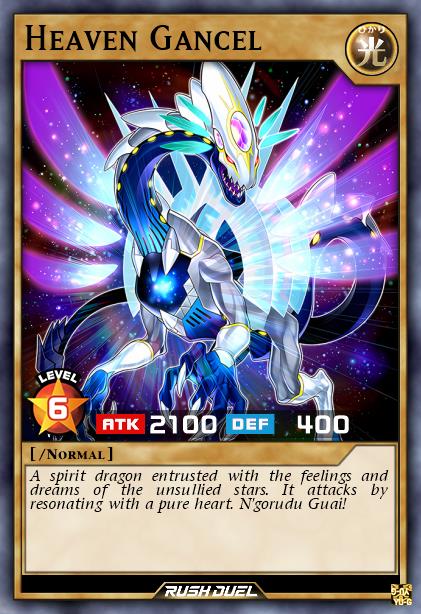 HEAVEN GANCEL
ひかり
光
LEVEL
6
ATK 2100 DEF 400
[/NORMAL]
A spirit dragon entrusted with the feelings and
dreams of the unsullied stars. It attacks by
resonating with a pure heart. N'gorudu Guai!
RUSH DUEL